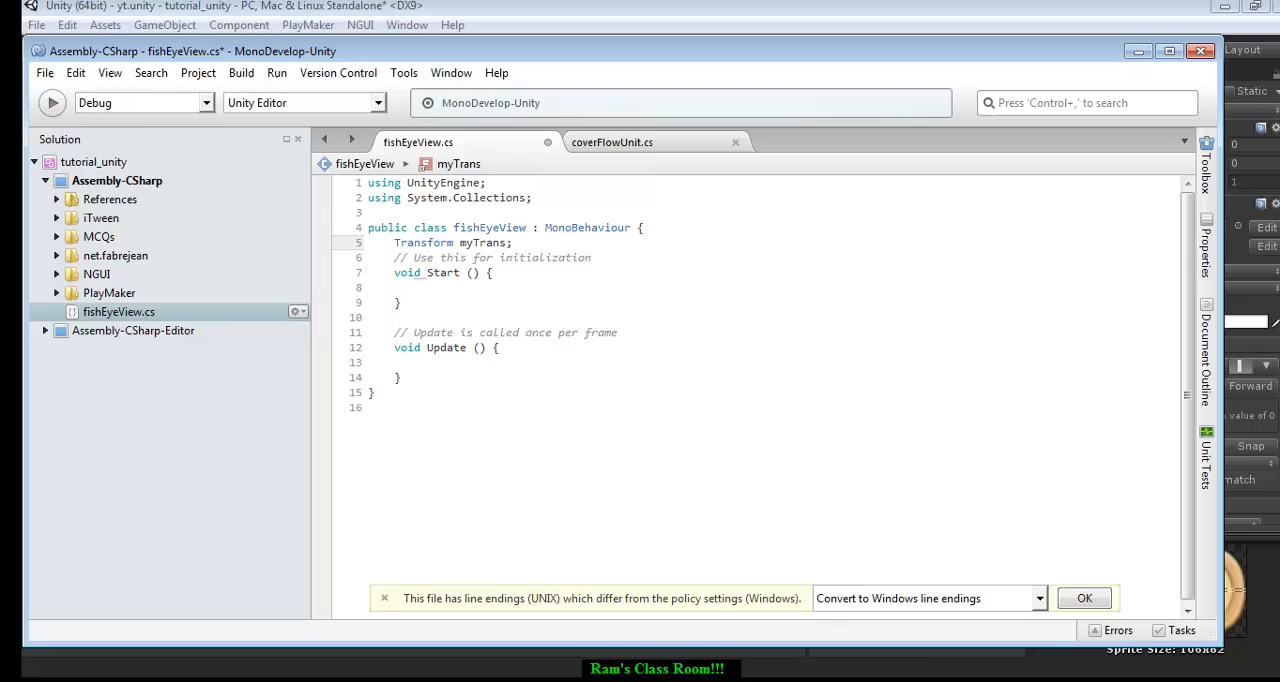 Unity (64bit) - yt.unity - tutorial_unity - PC, Mac & Linux Standalone* <DX9>
File Edit Assets GameObject Component PlayMaker NGUI Window Help
Assembly-CSharp - fishEyeView.cs* - MonoDevelop-Unity
Layout
File Edit View Search Project Build Run Version Control Tools Window Help
Static
Debug Unity Editor MonoDevelop-Unity Press 'Control+,' to search
Solution fishEyeView.cs coverFlowUnit.cs
0
tutorial_unity fishEyeView myTrans
0
Assembly-CSharp 1 using UnityEngine;
1
References 2 using System.Collections;
iTween 3
MCQs 4 public class fishEyeView : MonoBehaviour {
Edit
net.fabrejean 5 Transform myTrans;
Edit
NGUI 6 // Use this for initialization
PlayMaker 7 void Start () {
fishEyeView.cs 8
Assembly-CSharp-Editor 9 }
10
11 // Update is called once per frame
12 void Update () {
13
14 }
15 }
16
Toolbox
Properties
Document Outline
Unit Tests
Forward
value of 0
Snap
match
This file has line endings (UNIX) which differ from the policy settings (Windows). Convert to Windows line endings OK
Errors Tasks
Sprite Size: 106x62
Ram's Class Room!!!